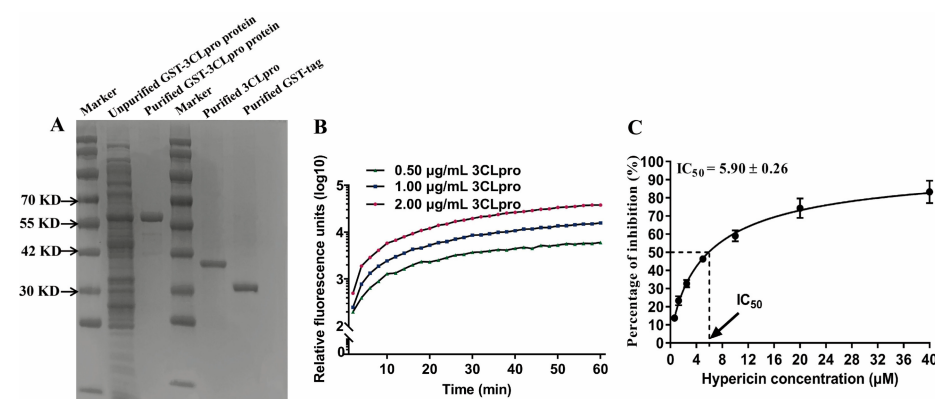 Marker
Unpurified GST-3CLpro protein
Purified GST-3CLpro protein
Marker
Purified 3CLpro
Purified GST-tag
A
70 KD
55 KD
42 KD
30 KD
B
0.50 µg/mL 3CLpro
1.00 µg/mL 3CLpro
2.00 µg/mL 3CLpro
Relative fluorescence units (log10)
5
4
3
2
0
0 10 20 30 40 50 60
Time (min)
C
IC50 = 5.90 ± 0.26
Percentage of inhibition (%)
100
90
80
70
60
50
40
30
20
10
0
IC50
0 4 8 12 16 20 24 28 32 36 40
Hypericin concentration (µM)